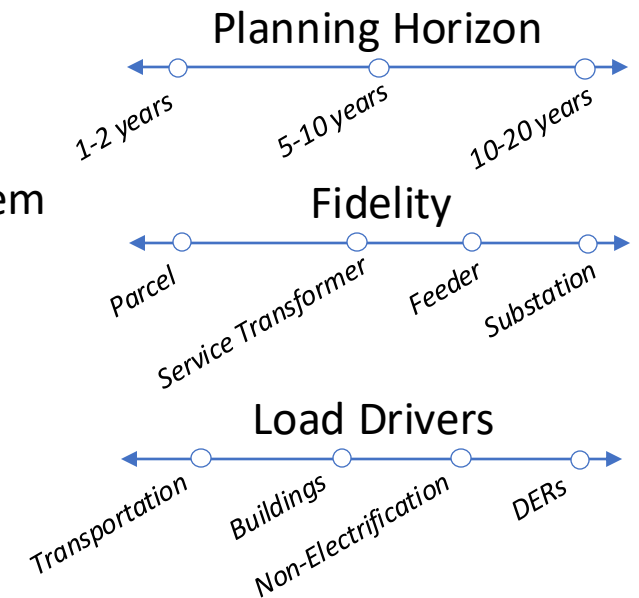 Planning Horizon
1-2 years
5-10 years
10-20 years
em
Fidelity
Parcel
Service Transformer
Feeder
Substation
Load Drivers
Transportation
Buildings
Non-Electrification
DERs